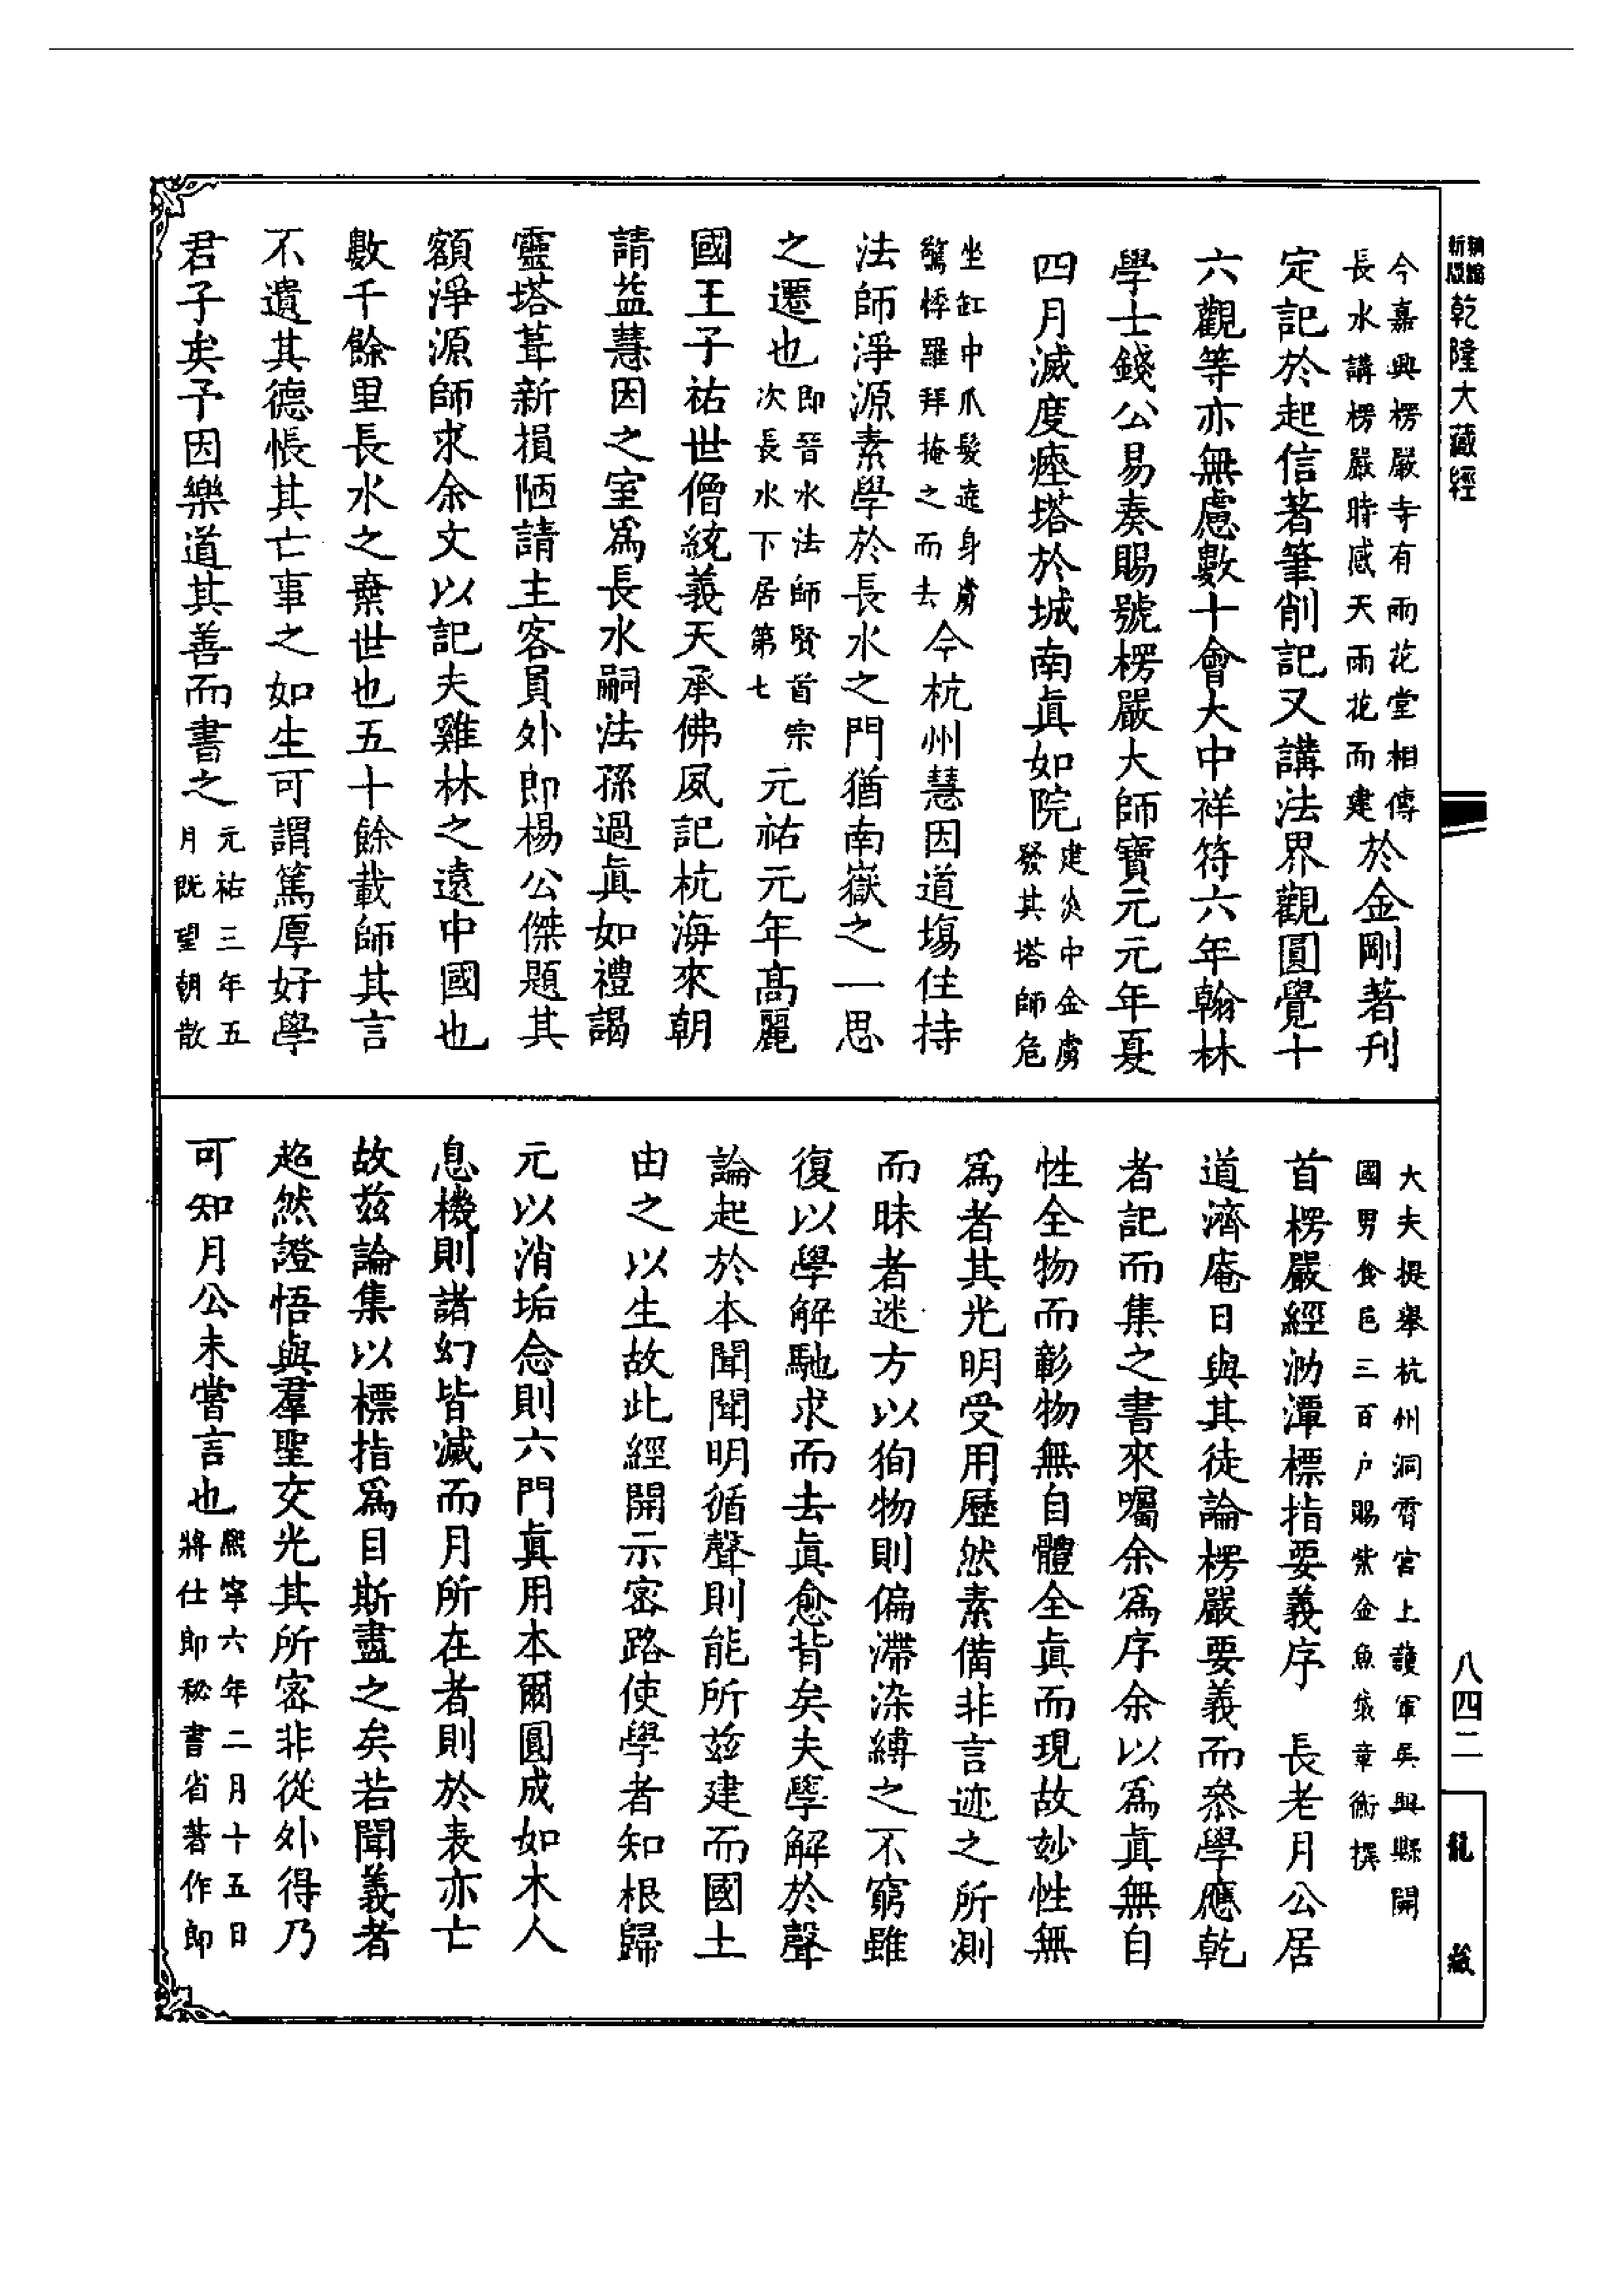 乾隆大藏經
今嘉興楞嚴寺有雨花堂相傳
長水講楞嚴時感天雨花而建
於金剛著刋
定記於起信著筆削記又講法界觀圓覺十
六觀等亦無慮數十會大中祥符六年翰林
學士錢公易奏賜號楞嚴大師寶元元年夏
四月滅度瘞塔於城南眞如院
建炎中金虜
發其塔師危
坐缸中爪髮遶身虜
驚悸羅拜掩之而去
今杭州慧因道場住持
法師淨源素學於長水之門猶南嶽之一思
之遷也
即晉水法師賢首宗
次長水下居第七
元祐元年髙麗
國王子祐世僧統義天承佛夙記杭海來朝
請益慧因之室爲長水嗣法孫過眞如禮謁
靈塔葺新損陋請主客員外郎楊公傑題其
額淨源師求余文以記夫雞林之遠中國也
數千餘里長水之棄世也五十餘載師其言
不遺其德悵其亡事之如生可謂篤厚好學
君子矣予因樂道其善而書之
元祐三年五
月既望朝散
大夫提舉杭州洞霄宮上護軍吳興縣開
國男食邑三百户賜紫金魚袋章衡撰
首楞嚴經泐潭標指要義序　長老月公居
道濟庵日與其徒論楞嚴要義而叅學應乾
者記而集之書來囑余爲序余以爲眞無自
性全物而彰物無自體全眞而現故妙性無
爲者其光明受用歷然素備非言迹之所測
而昧者迷方以徇物則偏滯染縛之不窮雖
復以學解馳求而去眞愈背矣夫學解於聲
論起於本聞聞明循聲則能所兹建而國土
由之以生故此經開示密路使學者知根歸
元以消垢念則六門眞用本爾圓成如木人
息機則諸幻皆滅而月所在者則於表亦亡
故兹論集以標指爲目斯盡之矣若聞義者
超然證悟與羣聖交光其所密非從外得乃
可知月公未嘗言也
熈寧六年二月十五日
將仕郎秘書省著作郎
八四二
龍藏